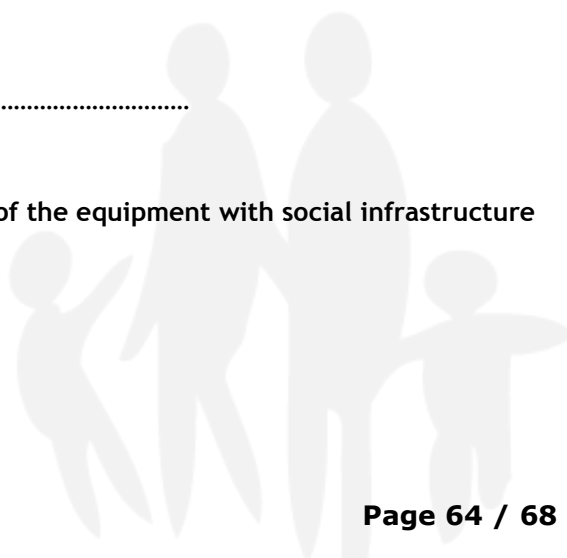 .............................
of the equipment with social infrastructure
Page 64 / 68